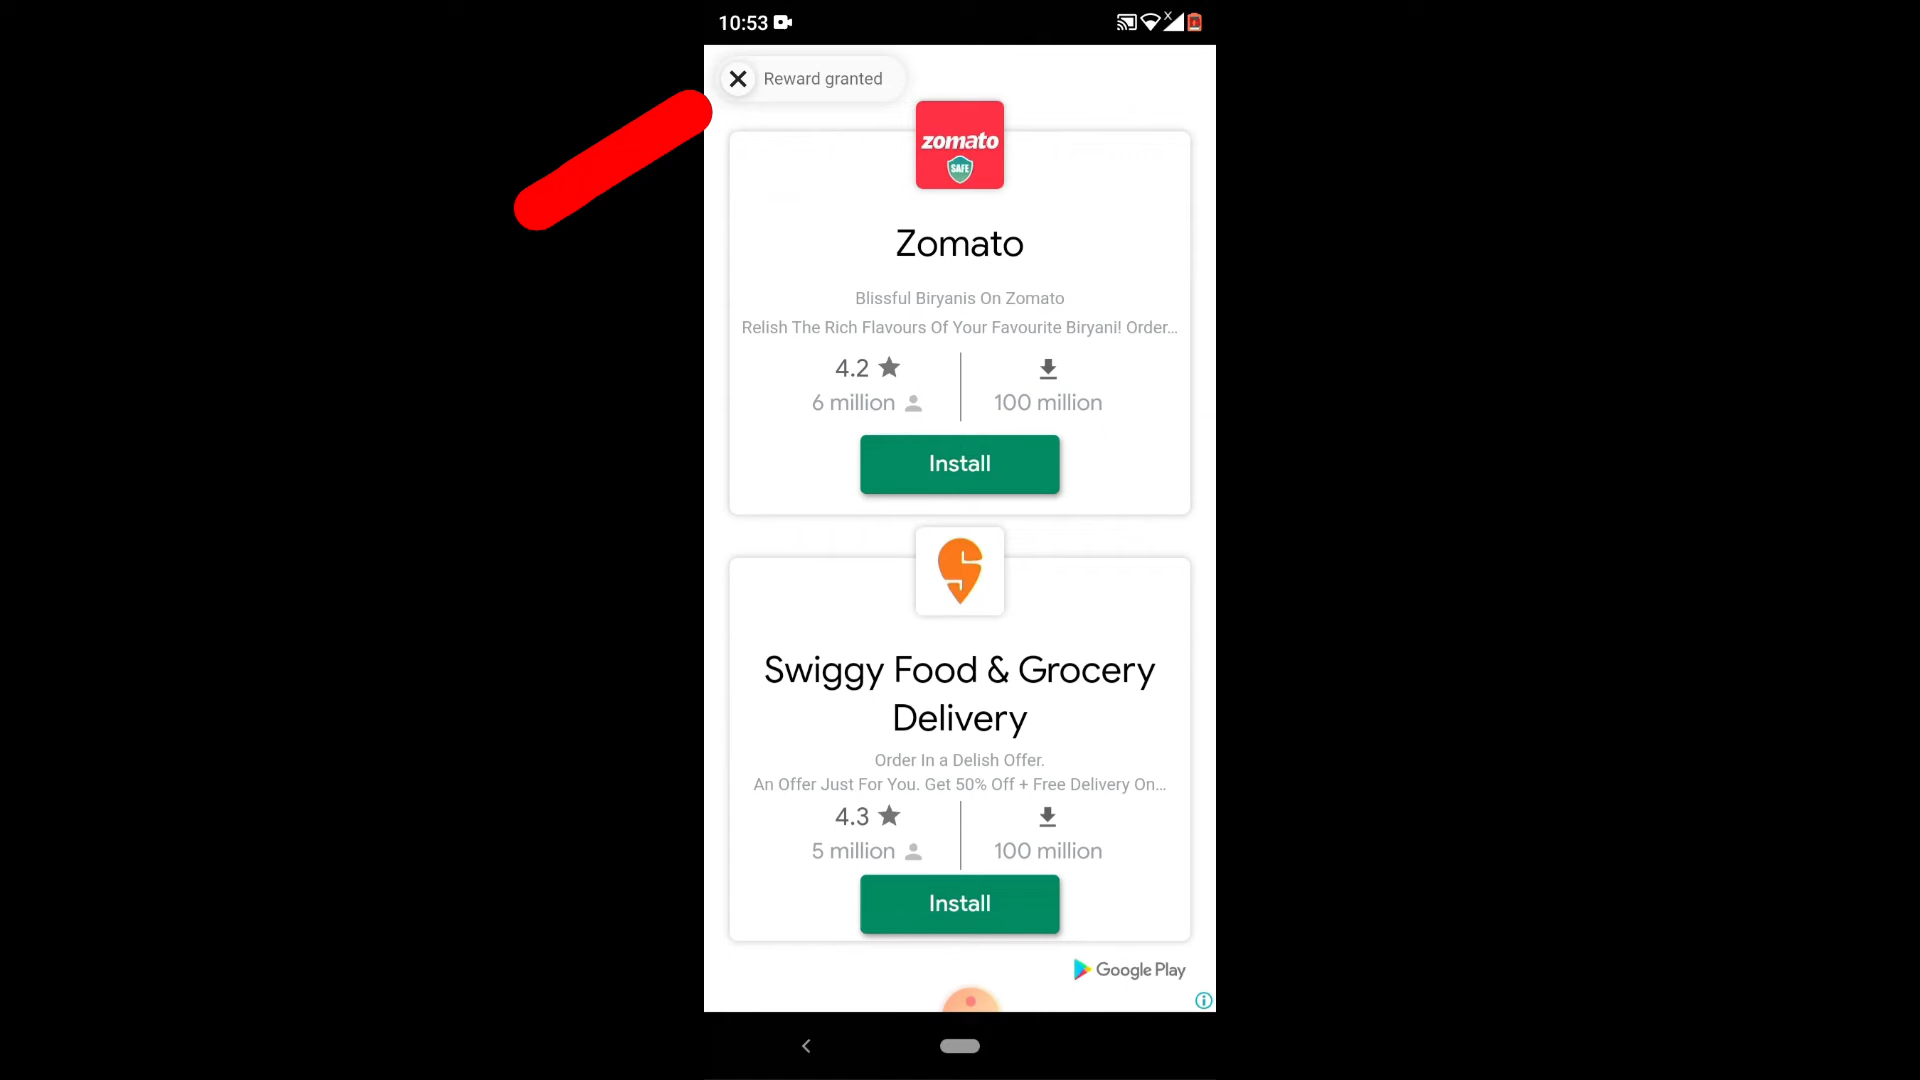 10:53
Reward granted
zomato
SAFE
Zomato
Blissful Biryanis On Zomato
Relish The Rich Flavours Of Your Favourite Biryani! Order...
4.2
6 million
100 million
Install
Swiggy Food & Grocery
Delivery
Order In a Delish Offer.
An Offer Just For You. Get 50% Off + Free Delivery On...
4.3
5 million
100 million
Install
Google Play